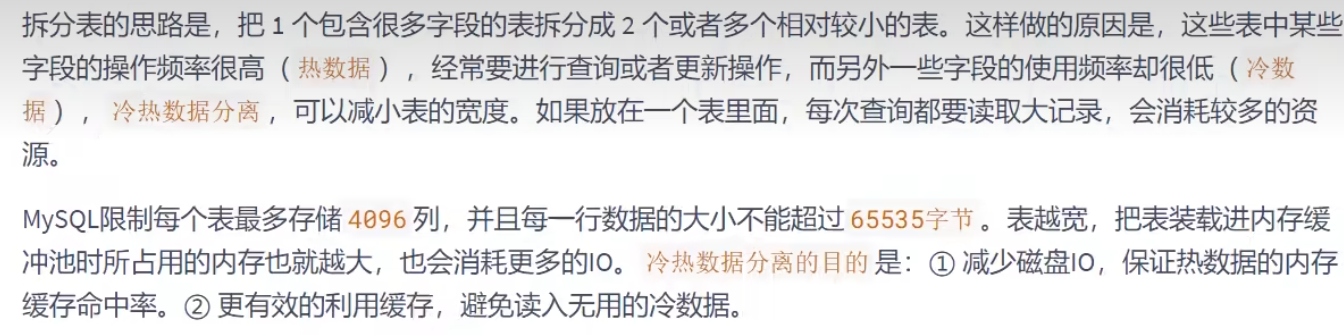 拆分表的思路是，把 1 个包含很多字段的表拆分成 2 个或者多个相对较小的表。这样做的原因是，这些表中某些
字段的操作频率很高（热数据），经常要进行查询或者更新操作，而另外一些字段的使用频率却很低（冷数
据），冷热数据分离，可以减小表的宽度。如果放在一个表里面，每次查询都要读取大记录，会消耗较多的资
源。
MySQL限制每个表最多存储 4096 列，并且每一行数据的大小不能超过 65535字节 。表越宽，把表装载进内存缓
冲池时所占用的内存也就越大，也会消耗更多的IO。 冷热数据分离的目的 是：① 减少磁盘IO，保证热数据的内存
缓存命中率。② 更有效的利用缓存，避免读入无用的冷数据。